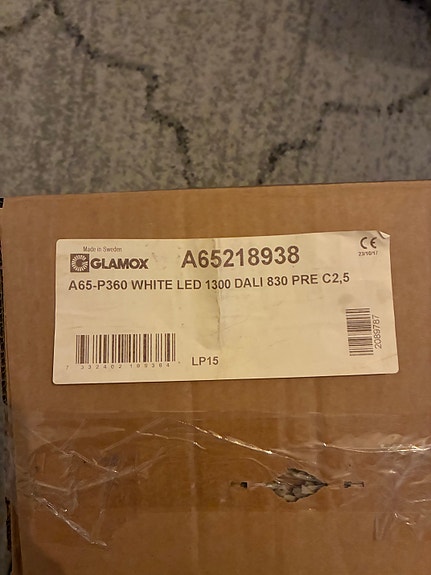 Made in Sweden
GLAMOX
A65218938
CE
23/10/17
A65-P360 WHITE LED 1300 DALI 830 PRE C2,5
LP15
2089787